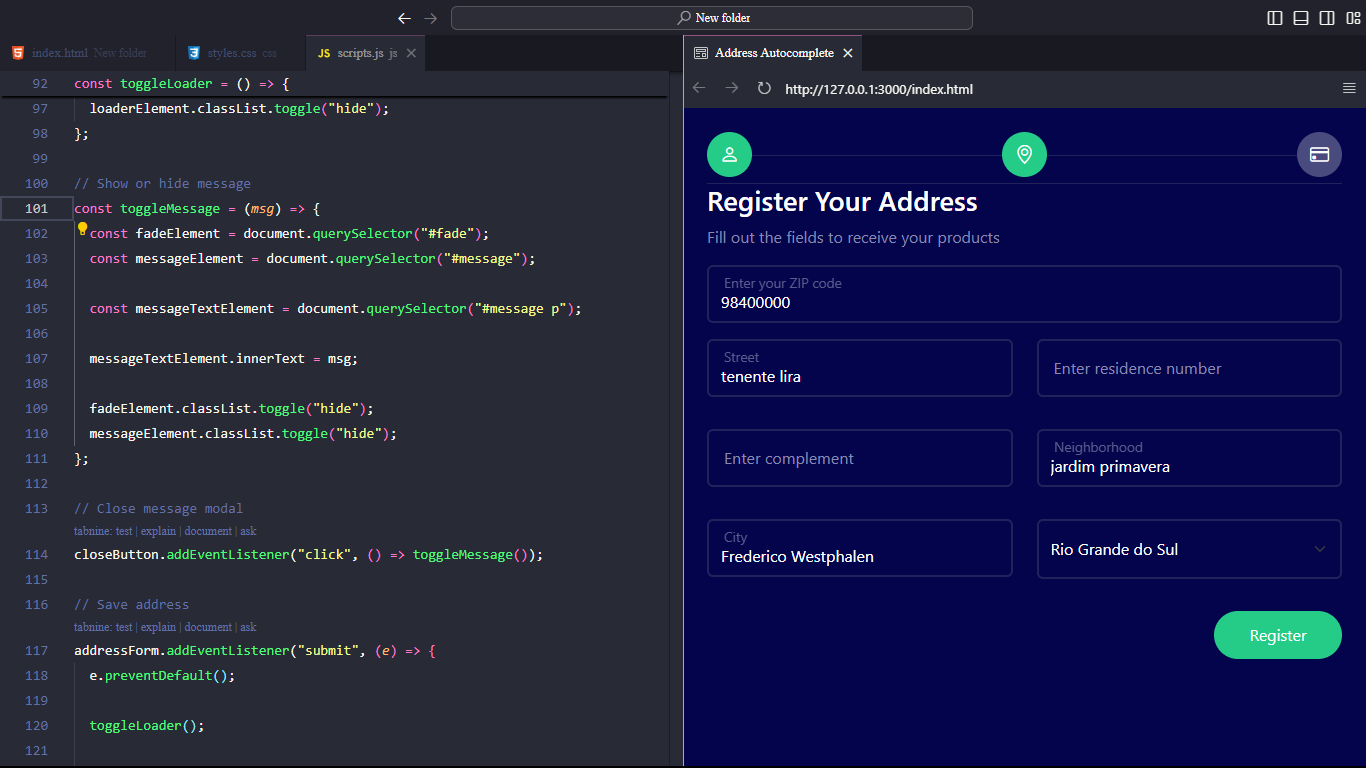 New folder
index.html New folder
styles.css css
JS scripts.js js
92 const toggleLoader = () => {
97 loaderElement.classList.toggle("hide");
98 };
99
100 // Show or hide message
101 const toggleMessage = (msg) => {
102 const fadeElement = document.querySelector("#fade");
103 const messageElement = document.querySelector("#message");
104
105 const messageTextElement = document.querySelector("#message p");
106
107 messageTextElement.innerText = msg;
108
109 fadeElement.classList.toggle("hide");
110 messageElement.classList.toggle("hide");
111 };
112
113 // Close message modal
tabnine: test | explain | document | ask
114 closeButton.addEventListener("click", () => toggleMessage());
115
116 // Save address
tabnine: test | explain | document | ask
117 addressForm.addEventListener("submit", (e) => {
118 e.preventDefault();
119
120 toggleLoader();
121
Address Autocomplete
http://127.0.0.1:3000/index.html
Register Your Address
Fill out the fields to receive your products
Enter your ZIP code
98400000
Street
tenente lira
Enter residence number
Enter complement
Neighborhood
jardim primavera
City
Frederico Westphalen
Rio Grande do Sul
Register